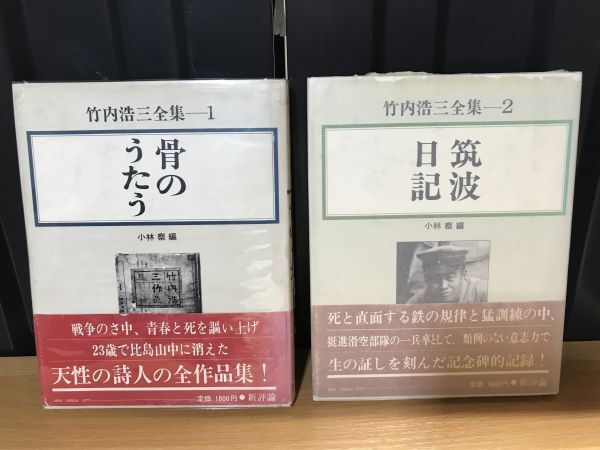 竹内浩三全集—1
骨の
うたう
小林 察 編
竹内浩
三作品
戦争のさ中、青春と死を謳い上げ
23歳で比島山中に消えた
天性の詩人の全作品集！
定価 1800円●新評論
竹内浩三全集—2
筑波
日記
小林 察 編
死と直面する鉄の規律と猛訓練の中、
挺進滑空部隊の一兵卒として、類例のない意志力で
生の証しを刻んだ記念碑的記録！
定価 1800円●新評論